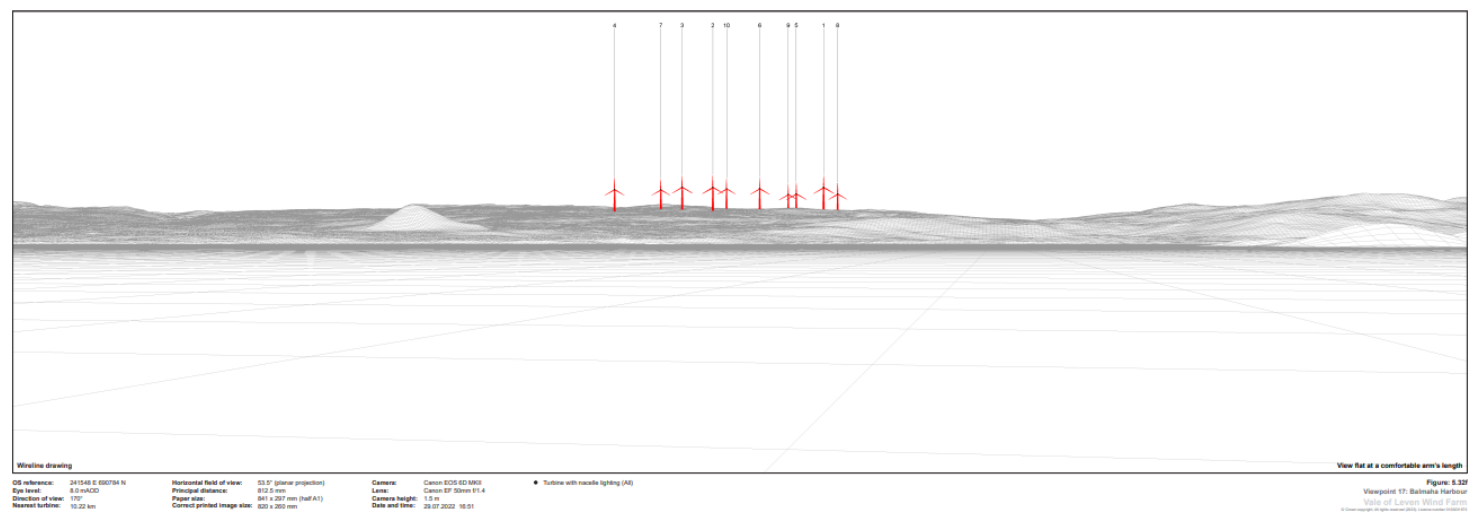 4 7 3 2 10 6 9 5 1 8
Wireline drawing
View flat at a comfortable arm's length
OS reference: 241548 E 690784 N
Eye level: 8.0 mAOD
Direction of view: 170°
Nearest turbine: 10.22 km
Horizontal field of view: 53.5° (planar projection)
Principal distance: 812.5 mm
Paper size: 841 x 297 mm (half A1)
Correct printed image size: 820 x 260 mm
Camera: Canon EOS 6D MKII
Lens: Canon EF 50mm f/1.4
Camera height: 1.5 m
Date and time: 29.07.2022 16:51
Turbine with nacelle lighting (All)
Figure: 5.32f
Viewpoint 17: Balmaha Harbour
Vale of Leven Wind Farm